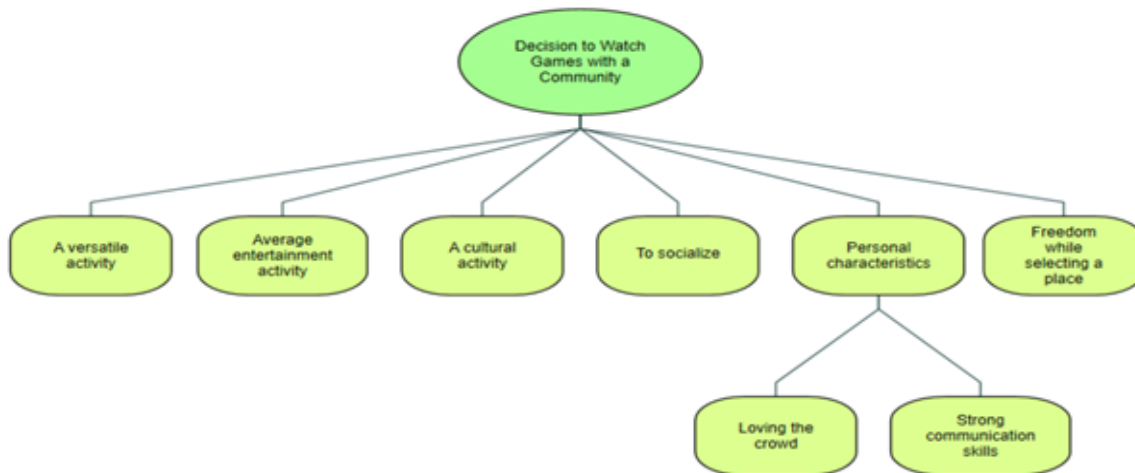 Decision to Watch
Games with a
Community
A versatile
activity
Average
entertainment
activity
A cultural
activity
To socialize
Personal
characteristics
Freedom
while
selecting a
place
Loving the
crowd
Strong
communication
skills